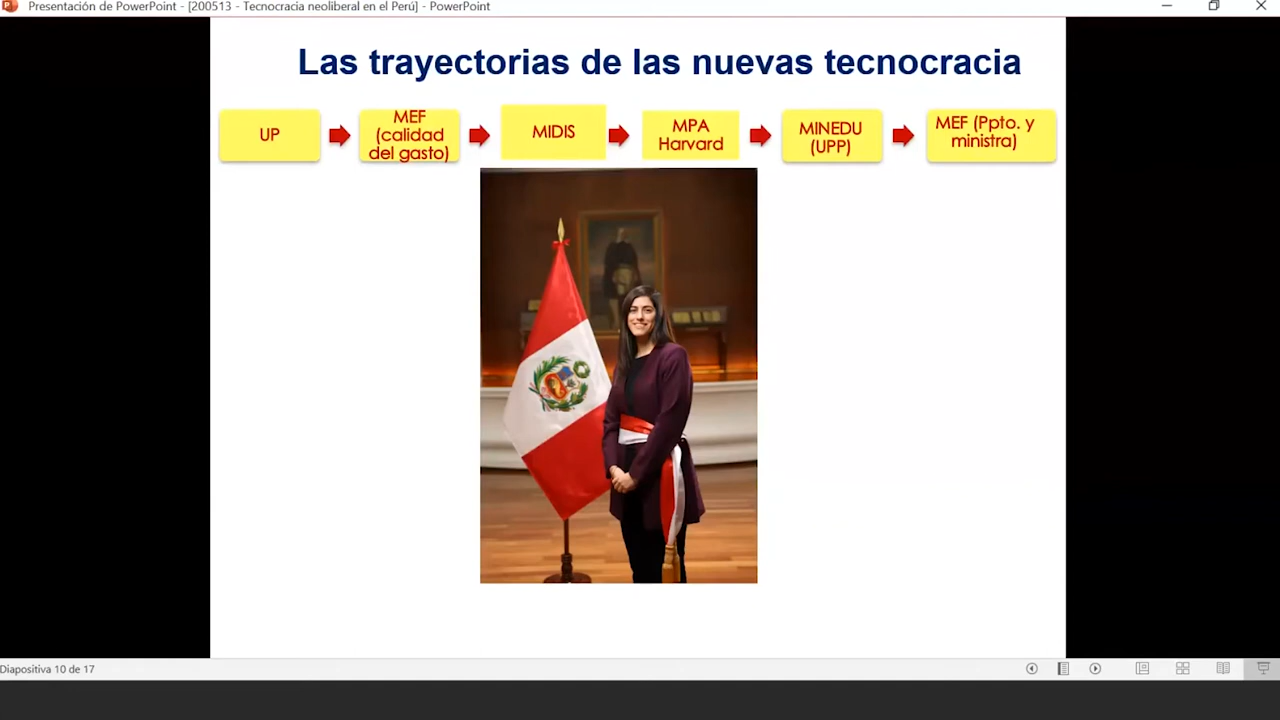 Presentación de PowerPoint - [200513 - Tecnocracia neoliberal en el Perú] - PowerPoint
Las trayectorias de las nuevas tecnocracia
UP
MEF
(calidad
del gasto)
MIDIS
MPA
Harvard
MINEDU
(UPP)
MEF (Ppto. y
ministra)
Diapositiva 10 de 17